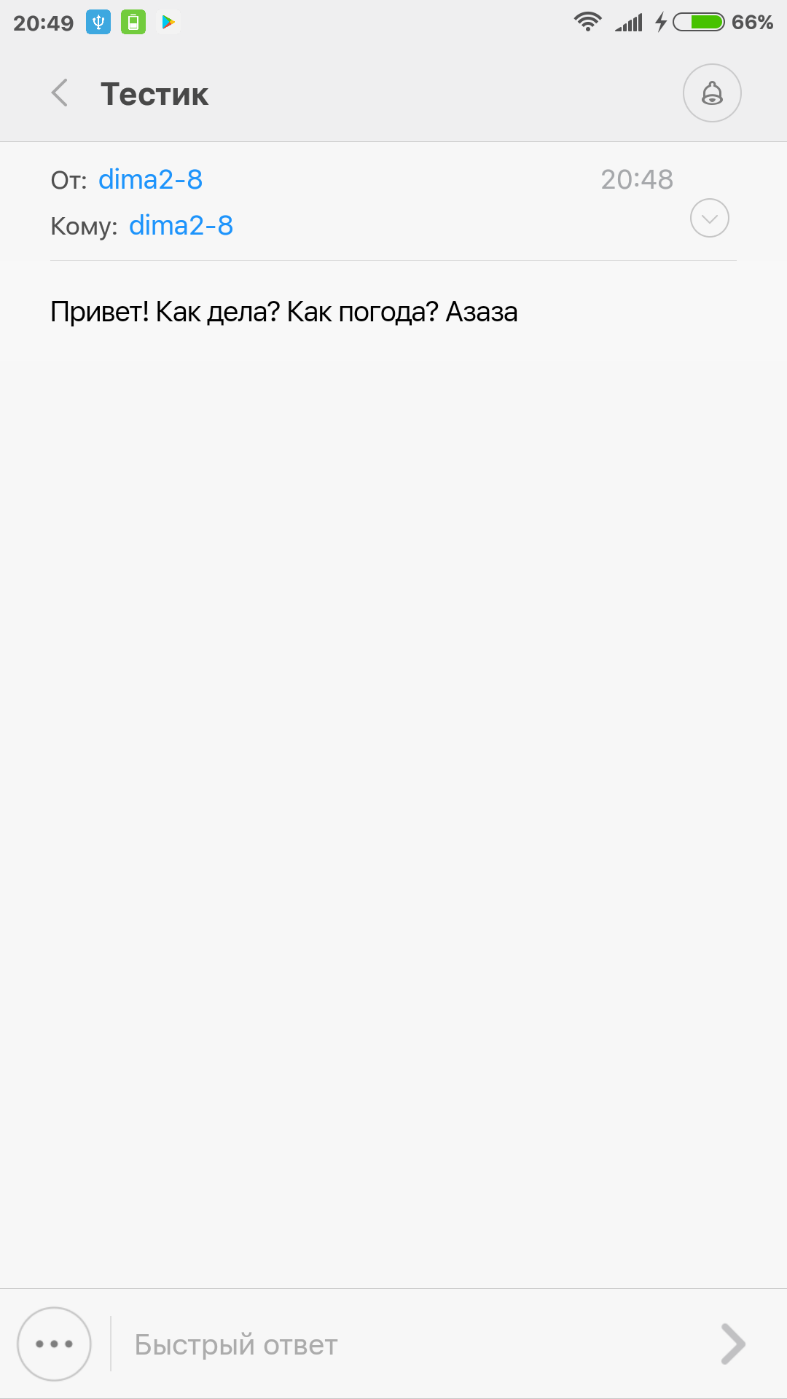 20:49 66%
Тестик
От: dima2-8 20:48
Кому: dima2-8
Привет! Как дела? Как погода? Азаза
Быстрый ответ